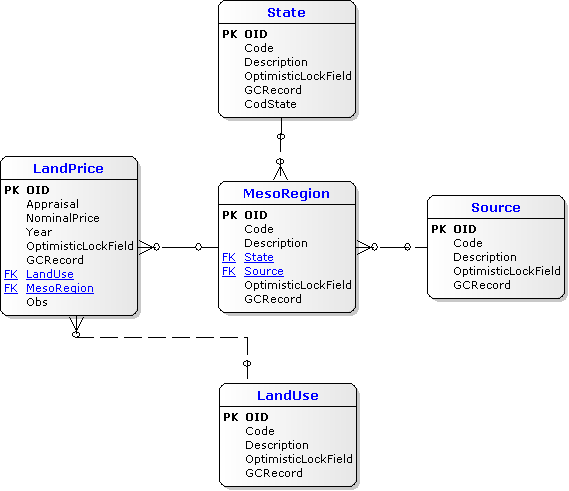 State
PK OID
Code
Description
OptimisticLockField
GCRecord
CodState
LandPrice
PK OID
Appraisal
NominalPrice
Year
OptimisticLockField
GCRecord
FK LandUse
FK MesoRegion
Obs
MesoRegion
PK OID
Code
Description
FK State
FK Source
OptimisticLockField
GCRecord
Source
PK OID
Code
Description
OptimisticLockField
GCRecord
LandUse
PK OID
Code
Description
OptimisticLockField
GCRecord